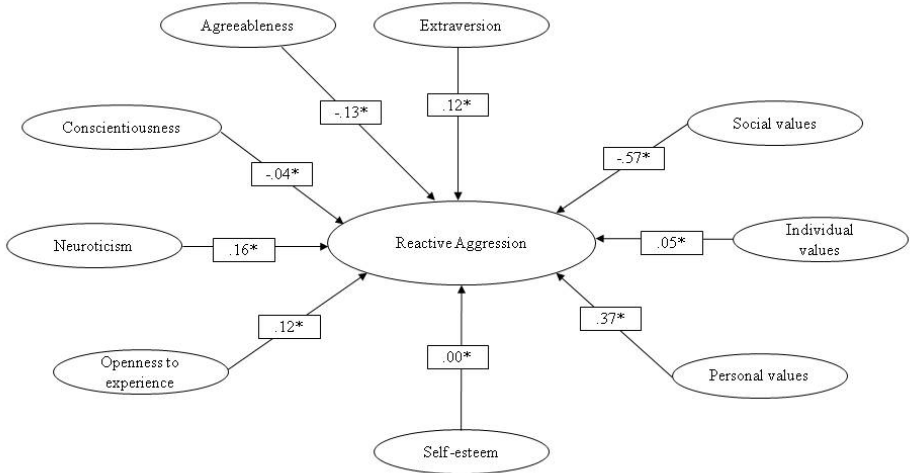 Agreeableness
Extraversion
-.13*
.12*
Conscientiousness
Social values
-.04*
-.57*
Neuroticism
.16*
Reactive Aggression
.05*
Individual
values
.12*
.37*
.00*
Openness to
experience
Personal values
Self-esteem